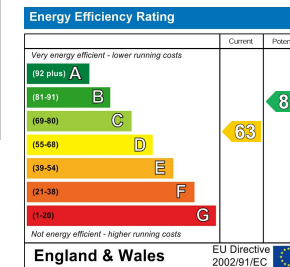 Energy Efficiency Rating
Current
Very energy efficient - lower running costs
(92 plus) A
(81-91) B
(69-80) C
(55-68) D
(39-54) E
(21-38) F
(1-20) G
63
Not energy efficient - higher running costs
England & Wales
EU Directive
2002/91/EC